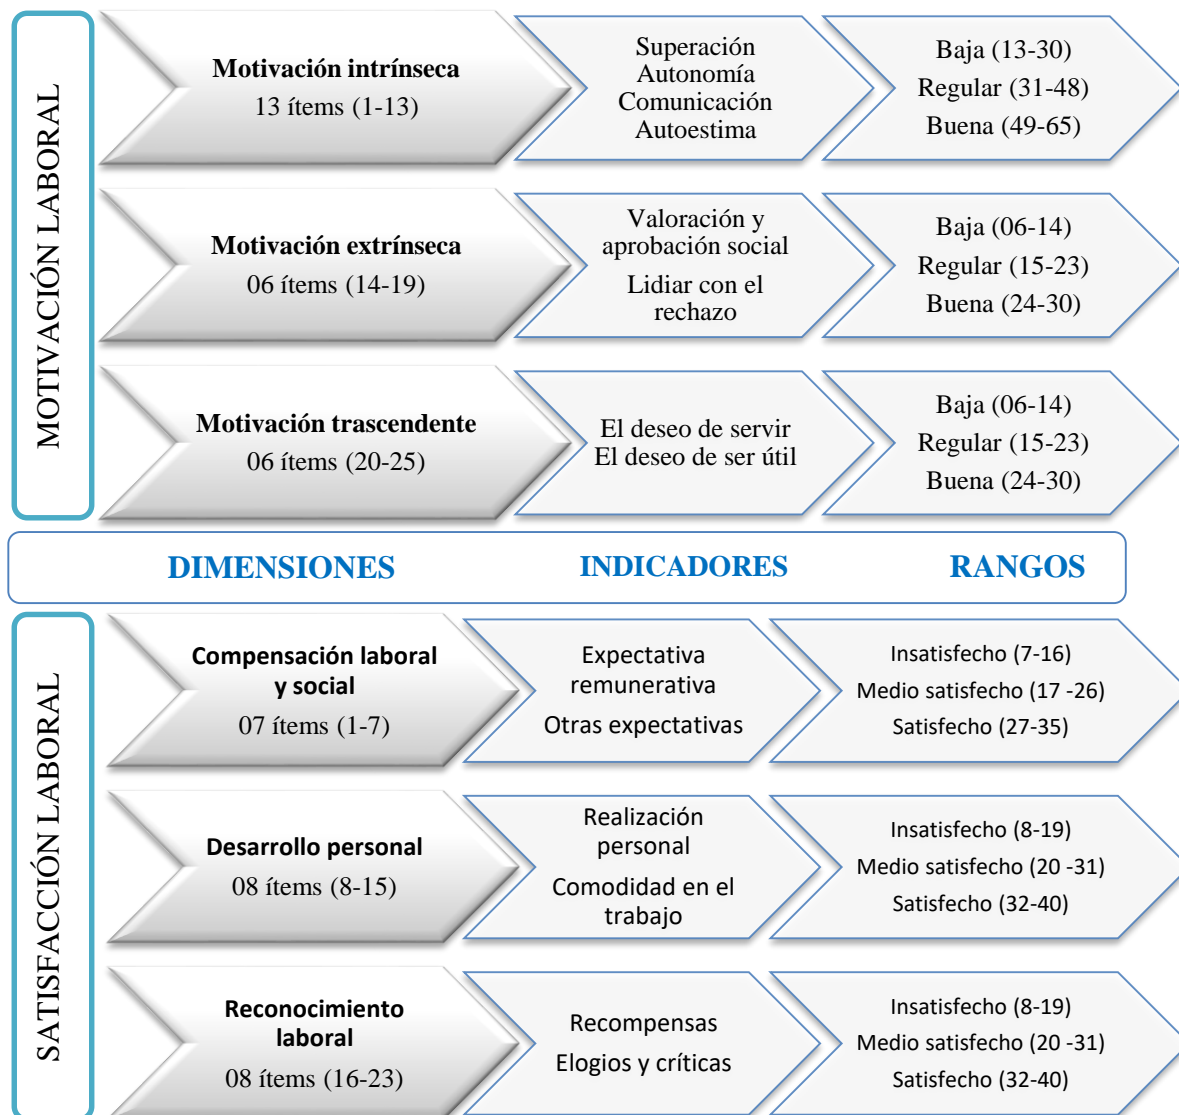 MOTIVACIÓN LABORAL
Motivación intrínseca
13 ítems (1-13)
Superación
Autonomía
Comunicación
Autoestima
Baja (13-30)
Regular (31-48)
Buena (49-65)
Motivación extrínseca
06 ítems (14-19)
Valoración y
aprobación social
Lidiar con el
rechazo
Baja (06-14)
Regular (15-23)
Buena (24-30)
Motivación trascendente
06 ítems (20-25)
El deseo de servir
El deseo de ser útil
Baja (06-14)
Regular (15-23)
Buena (24-30)
DIMENSIONES
INDICADORES
RANGOS
SATISFACCIÓN LABORAL
Compensación laboral
y social
07 ítems (1-7)
Expectativa
remunerativa
Otras expectativas
Insatisfecho (7-16)
Medio satisfecho (17 -26)
Satisfecho (27-35)
Desarrollo personal
08 ítems (8-15)
Realización
personal
Comodidad en el
trabajo
Insatisfecho (8-19)
Medio satisfecho (20 -31)
Satisfecho (32-40)
Reconocimiento
laboral
08 ítems (16-23)
Recompensas
Elogios y críticas
Insatisfecho (8-19)
Medio satisfecho (20 -31)
Satisfecho (32-40)